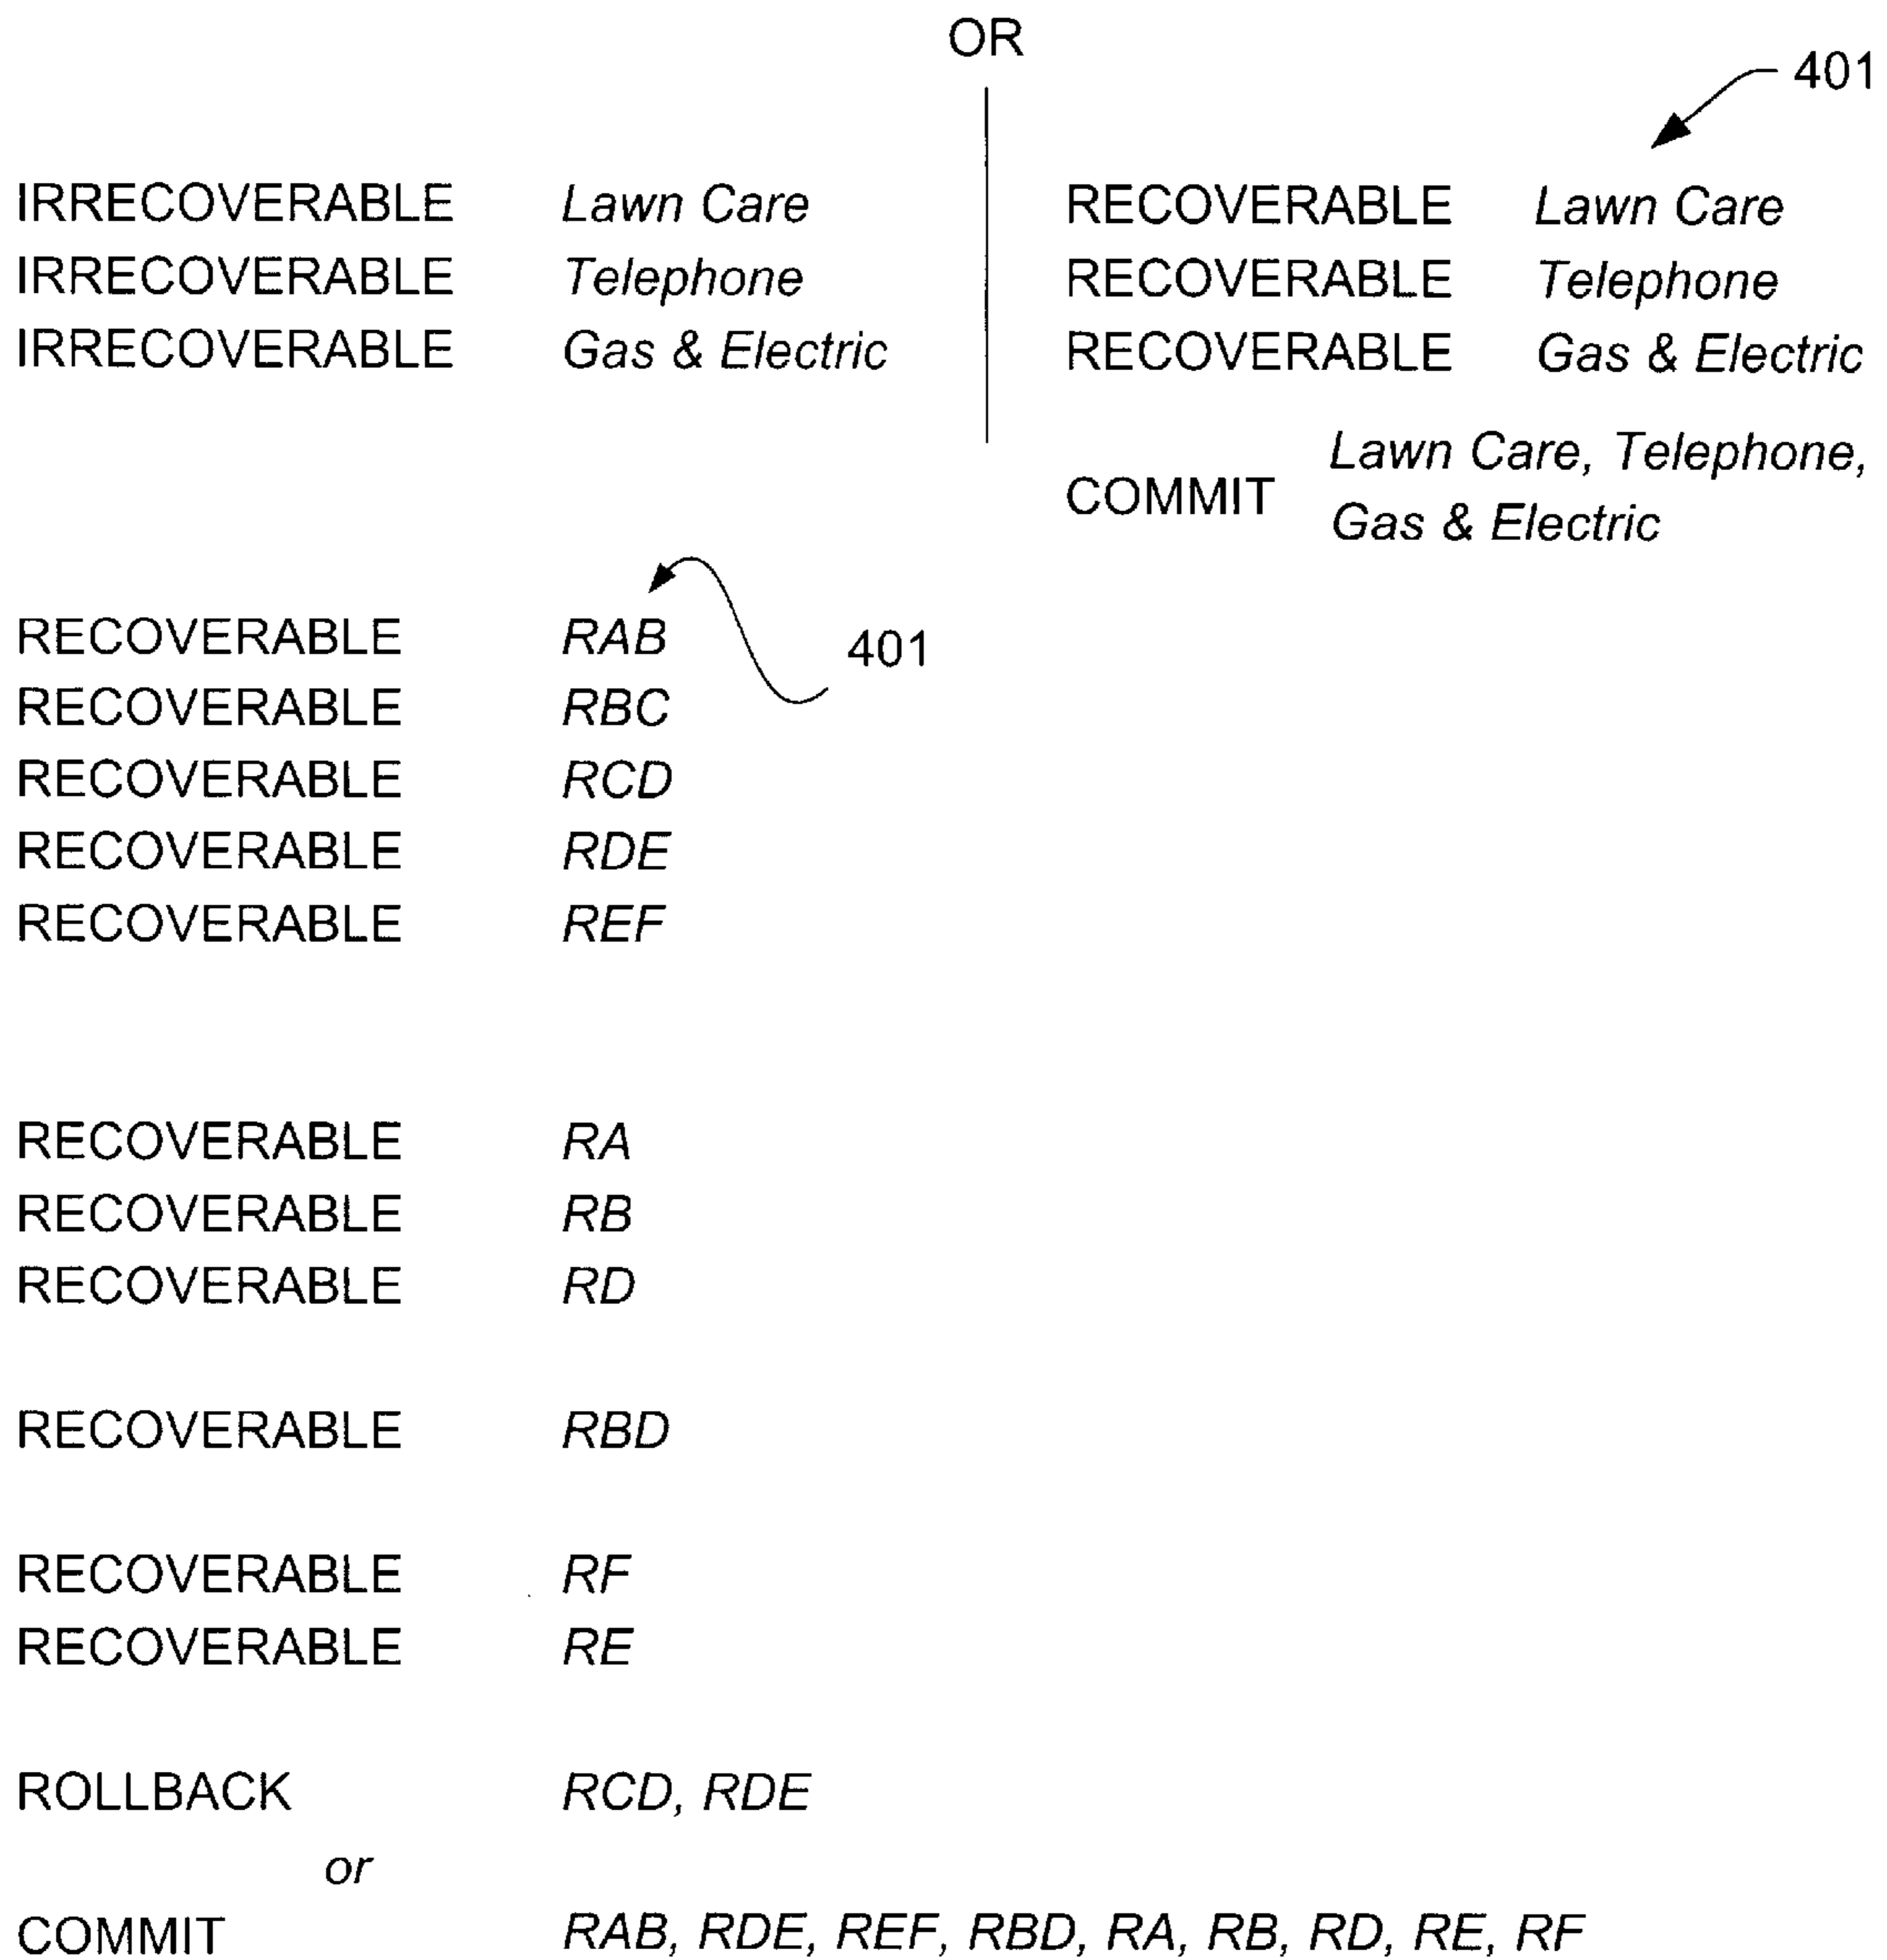 OR
401
IRRECOVERABLE Lawn Care
IRRECOVERABLE Telephone
IRRECOVERABLE Gas & Electric
RECOVERABLE Lawn Care
RECOVERABLE Telephone
RECOVERABLE Gas & Electric
COMMIT Lawn Care, Telephone,
Gas & Electric
401
RECOVERABLE RAB
RECOVERABLE RBC
RECOVERABLE RCD
RECOVERABLE RDE
RECOVERABLE REF
RECOVERABLE RA
RECOVERABLE RB
RECOVERABLE RD
RECOVERABLE RBD
RECOVERABLE RF
RECOVERABLE RE
ROLLBACK RCD, RDE
or
COMMIT RAB, RDE, REF, RBD, RA, RB, RD, RE, RF